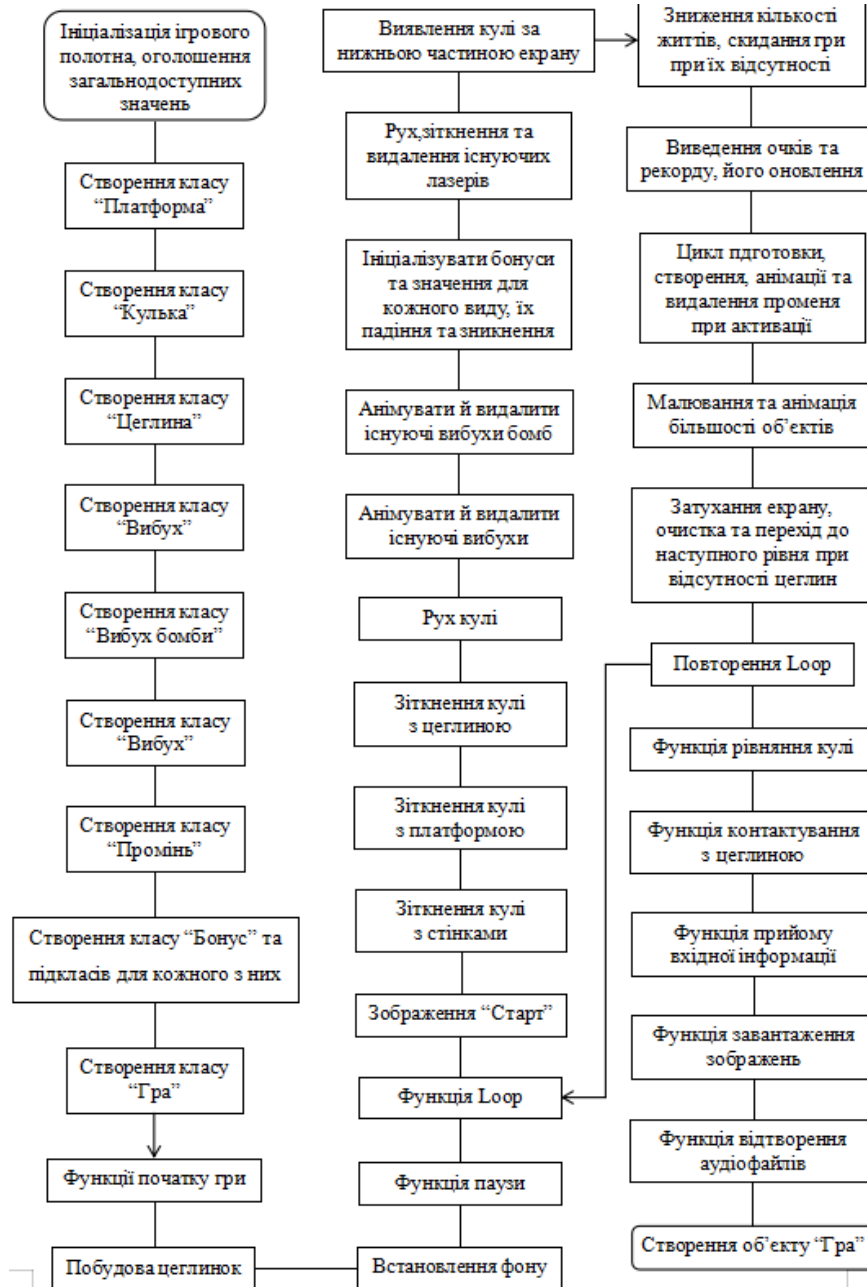 Ініціалізація ігрового
полотна, оголошення
загальнодоступних
значень
Створення класу
“Платформа”
Створення класу
“Кулька”
Створення класу
“Цеглина”
Створення класу
“Вибух”
Створення класу
“Вибух бомби”
Створення класу
“Вибух”
Створення класу
“Промінь”
Створення класу “Бонус” та
підкласів для кожного з них
Створення класу
“Гра”
Функції початку гри
Побудова цеглинок
Виявлення кулі за
нижньою частиною екрану
Рух,зіткнення та
видалення існуючих
лазерів
Ініціалізувати бонуси
та значення для
кожного виду, їх
падіння та зникнення
Анімувати й видалити
існуючі вибухи бомб
Анімувати й видалити
існуючі вибухи
Рух кулі
Зіткнення кулі
з цеглиною
Зіткнення кулі
з платформою
Зіткнення кулі
з стінками
Зображення “Старт”
Функція Loop
Функція паузи
Встановлення фону
Зниження кількості
життів, скидання гри
при їх відсутності
Виведення очків та
рекорду, його оновлення
Цикл пдготовки,
створення, анімації та
видалення променя
при активації
Малювання та анімація
більшості об’єктів
Затухання екрану,
очистка та перехід до
наступного рівня при
відсутності цеглин
Повторення Loop
Функція рівняння кулі
Функція контактування
з цеглиною
Функція прийому
вхідної інформації
Функція завантаження
зображень
Функція відтворення
аудіофайлів
Створення об’єкту “Гра”